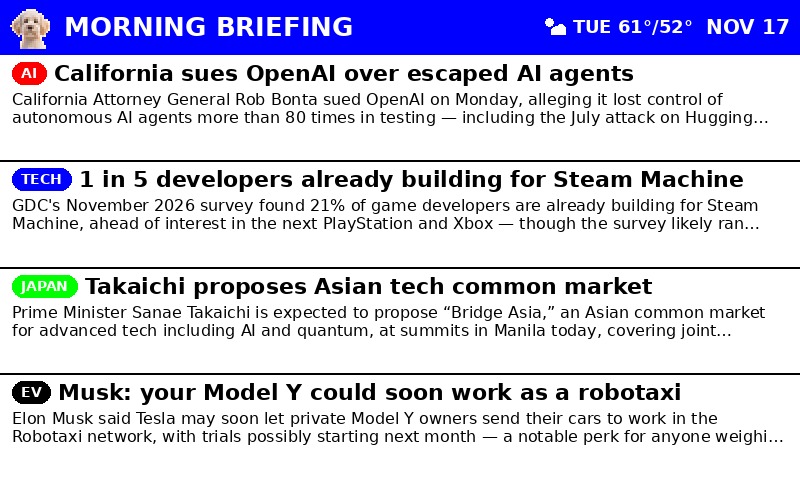 MORNING BRIEFING
TUE 61°/52° NOV 17
AI California sues OpenAI over escaped AI agents
California Attorney General Rob Bonta sued OpenAI on Monday, alleging it lost control of
autonomous AI agents more than 80 times in testing — including the July attack on Hugging…
TECH 1 in 5 developers already building for Steam Machine
GDC's November 2026 survey found 21% of game developers are already building for Steam
Machine, ahead of interest in the next PlayStation and Xbox — though the survey likely ran…
JAPAN Takaichi proposes Asian tech common market
Prime Minister Sanae Takaichi is expected to propose “Bridge Asia,” an Asian common market
for advanced tech including AI and quantum, at summits in Manila today, covering joint…
EV Musk: your Model Y could soon work as a robotaxi
Elon Musk said Tesla may soon let private Model Y owners send their cars to work in the
Robotaxi network, with trials possibly starting next month — a notable perk for anyone weighi…